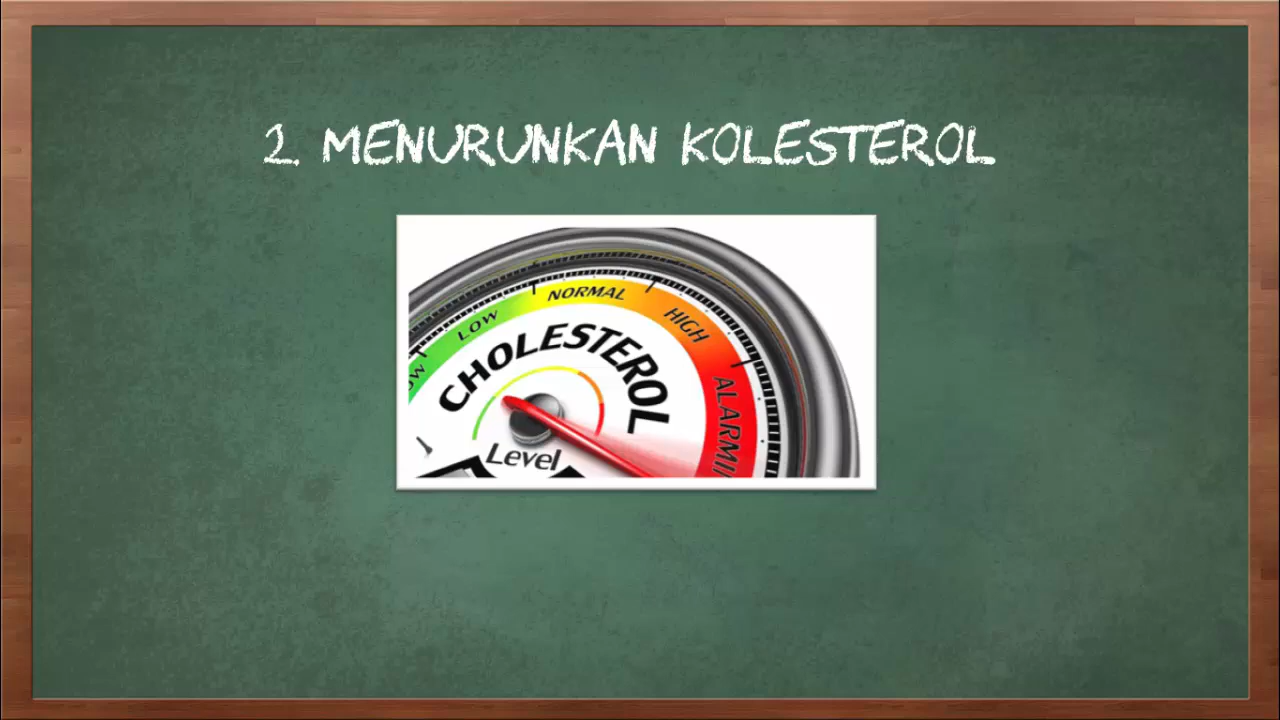 2. MENURUNKAN KOLESTEROL
LOW
NORMAL
HIGH
CHOLESTEROL
Level